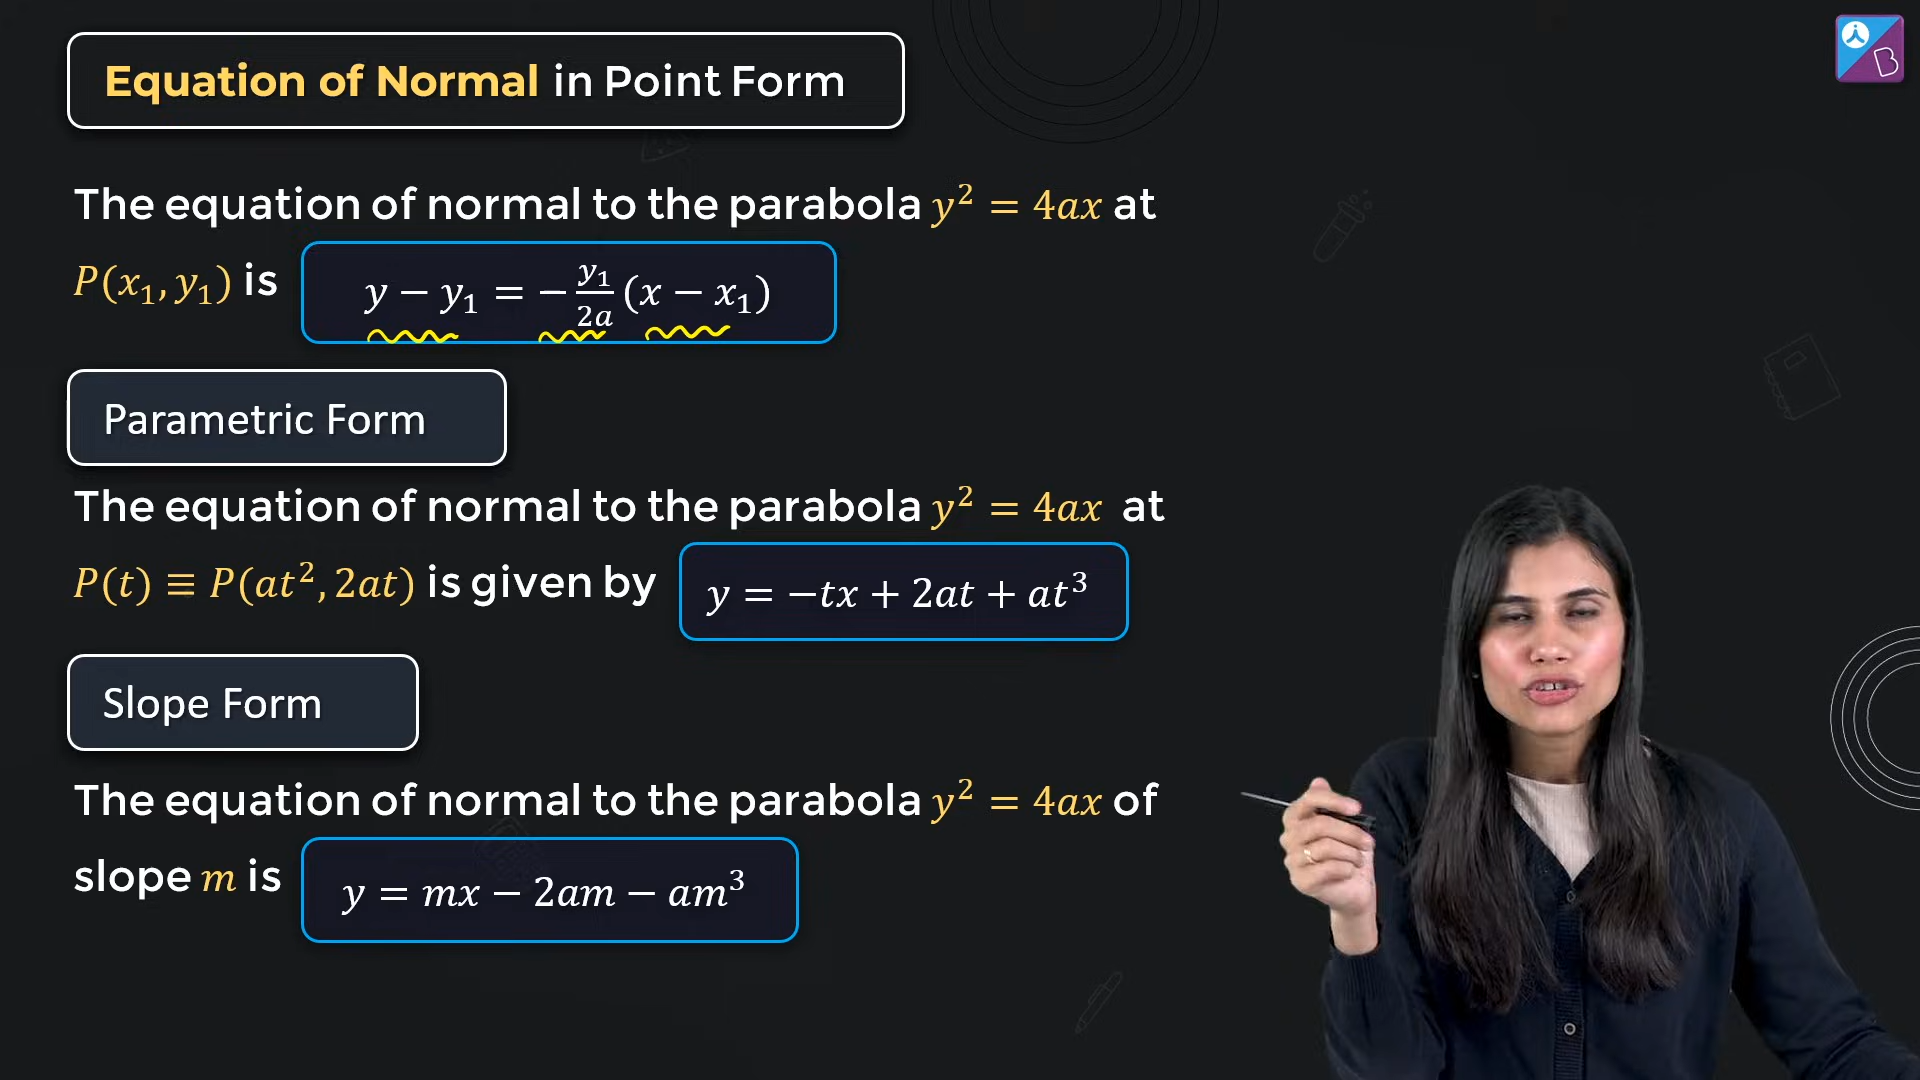 Equation of Normal in Point Form
The equation of normal to the parabola y² = 4ax at
P(x₁, y₁) is y − y₁ = −y₁/2a (x − x₁)
Parametric Form
The equation of normal to the parabola y² = 4ax at
P(t) ≡ P(at², 2at) is given by y = −tx + 2at + at³
Slope Form
The equation of normal to the parabola y² = 4ax of
slope m is y = mx − 2am − am³
B